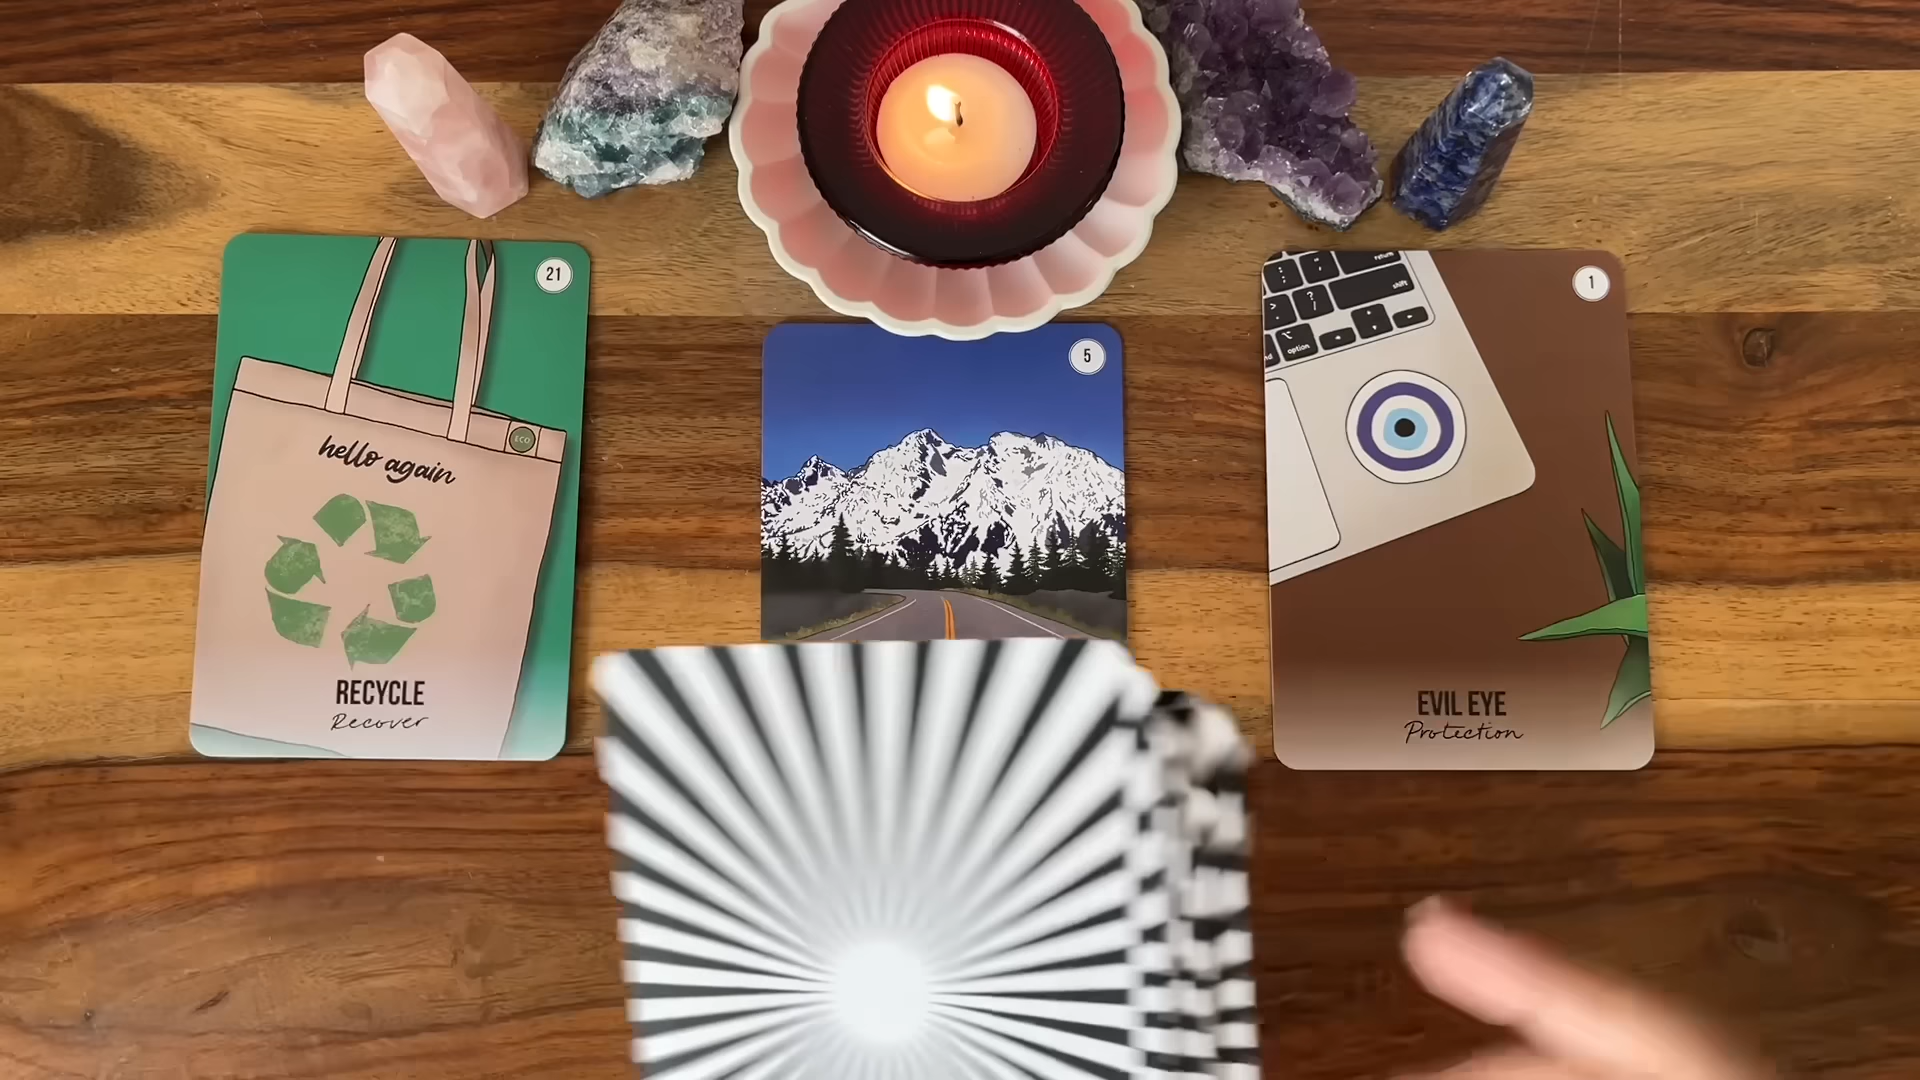 21
ECO
hello again
RECYCLE
Recover
5
return
shift
?
/
option
1
EVIL EYE
Protection